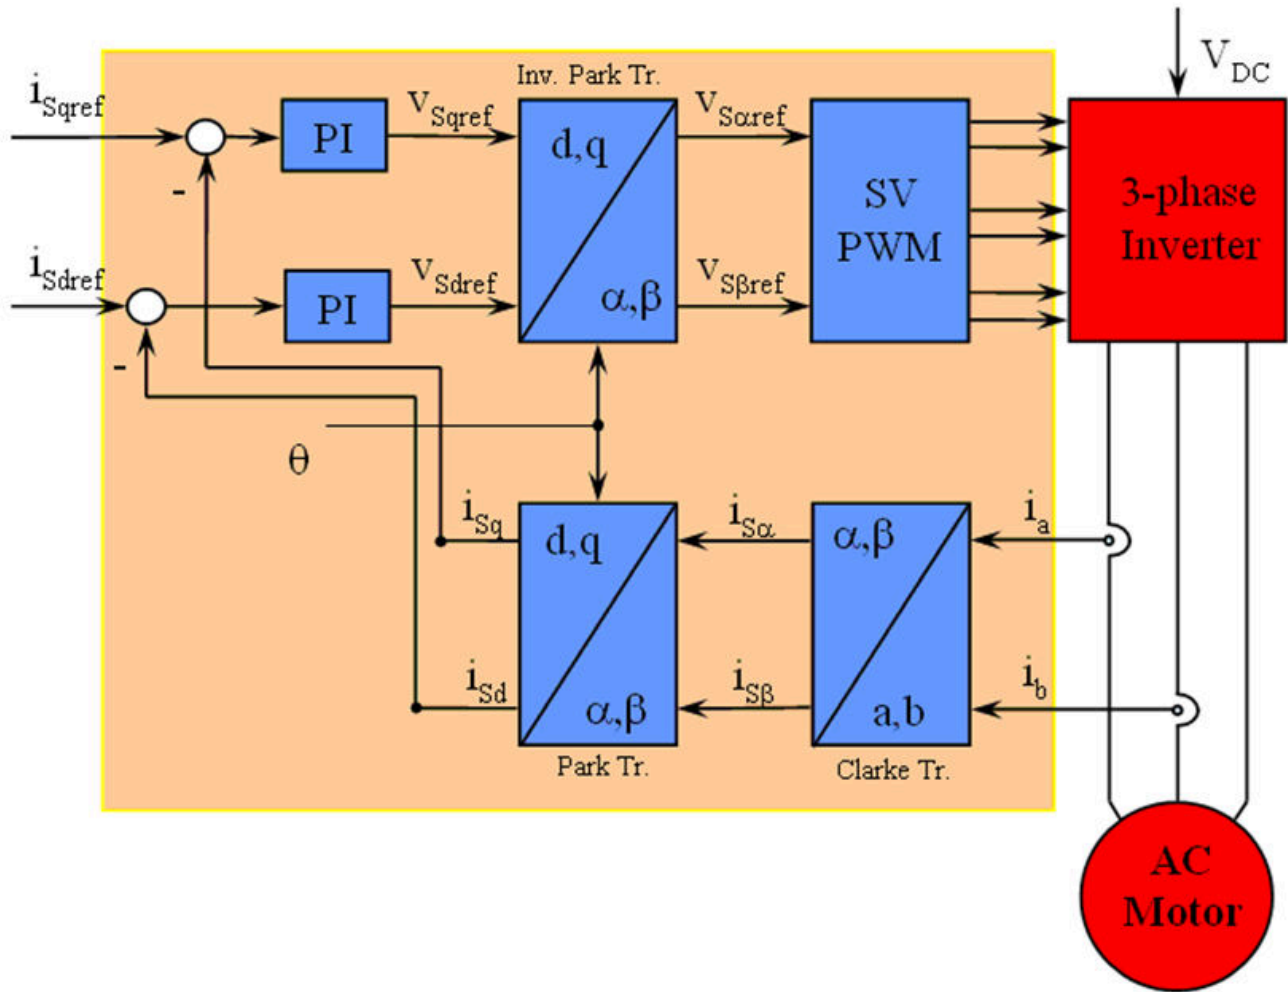 Inv. Park Tr.
V_DC
i_Sqref
PI
v_Sqref
d,q
α,β
v_Sαref
SV
PWM
3-phase
Inverter
-
i_Sdref
PI
v_Sdref
v_Sβref
-
θ
i_Sq
d,q
α,β
i_Sα
α,β
a,b
i_a
i_Sd
i_Sβ
i_b
Park Tr.
Clarke Tr.
AC
Motor